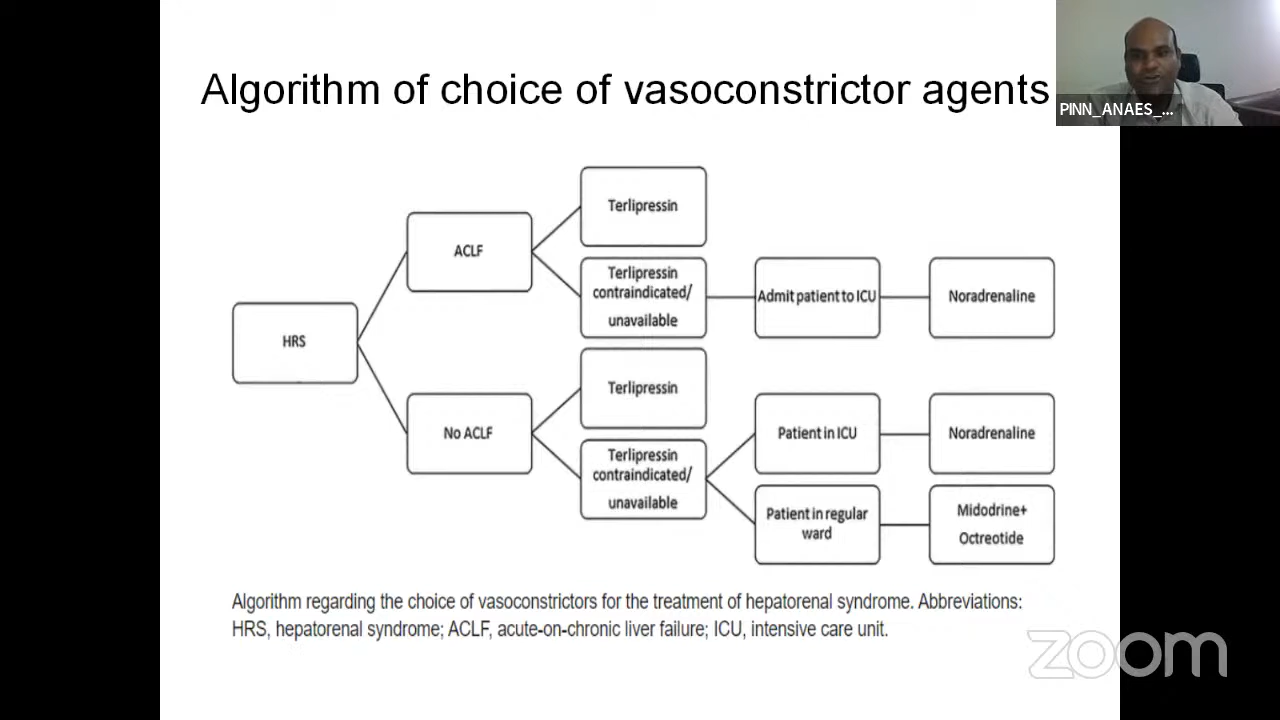 Algorithm of choice of vasoconstrictor agents
PINN_ANAES_...
Terlipressin
ACLF
Terlipressin
contraindicated/
unavailable
Admit patient to ICU
Noradrenaline
HRS
Terlipressin
No ACLF
Terlipressin
contraindicated/
unavailable
Patient in ICU
Noradrenaline
Patient in regular
ward
Midodrine+
Octreotide
Algorithm regarding the choice of vasoconstrictors for the treatment of hepatorenal syndrome. Abbreviations:
HRS, hepatorenal syndrome; ACLF, acute-on-chronic liver failure; ICU, intensive care unit.
zoom